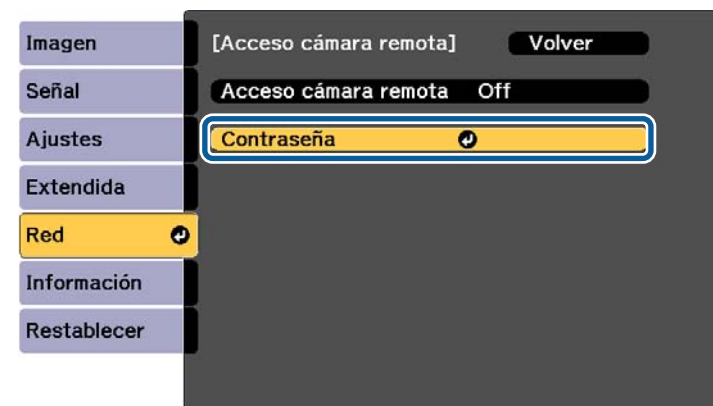 Imagen
Señal
Ajustes
Extendida
Red
Información
Restablecer
[Acceso cámara remota] Volver
Acceso cámara remota Off
Contraseña